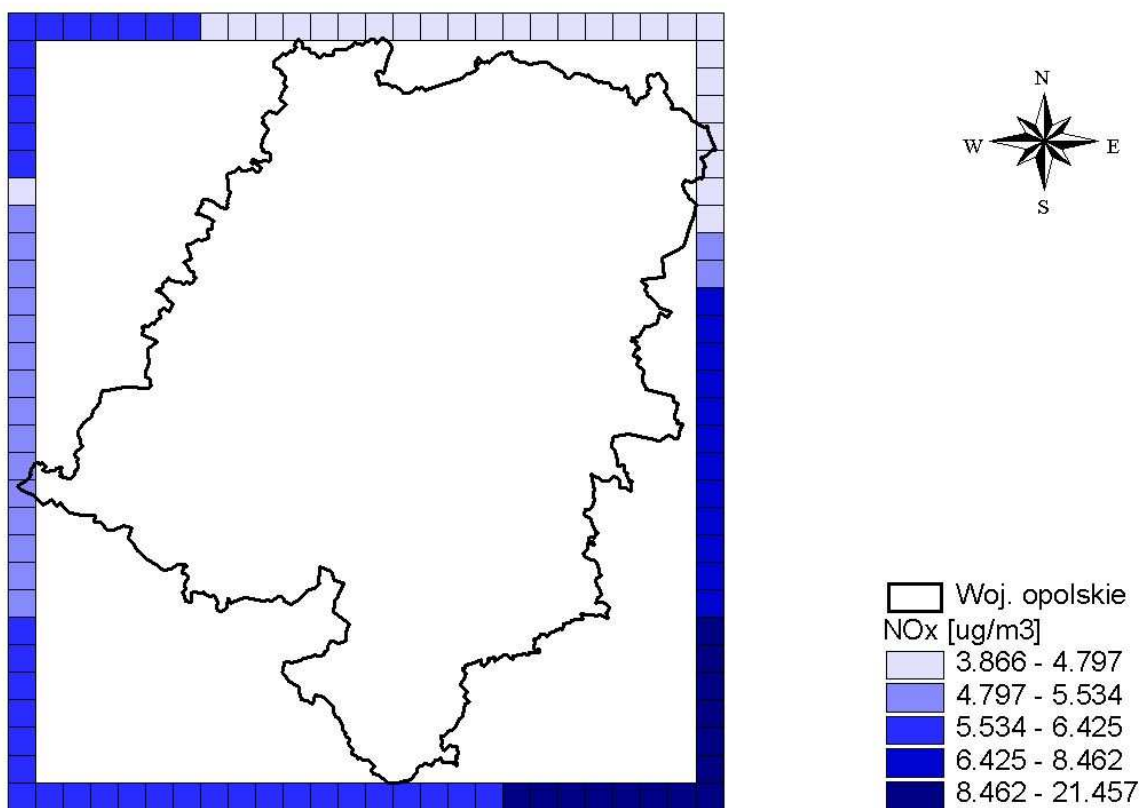 N
W E
S
Woj. opolskie
NOx [ug/m3]
3.866 - 4.797
4.797 - 5.534
5.534 - 6.425
6.425 - 8.462
8.462 - 21.457